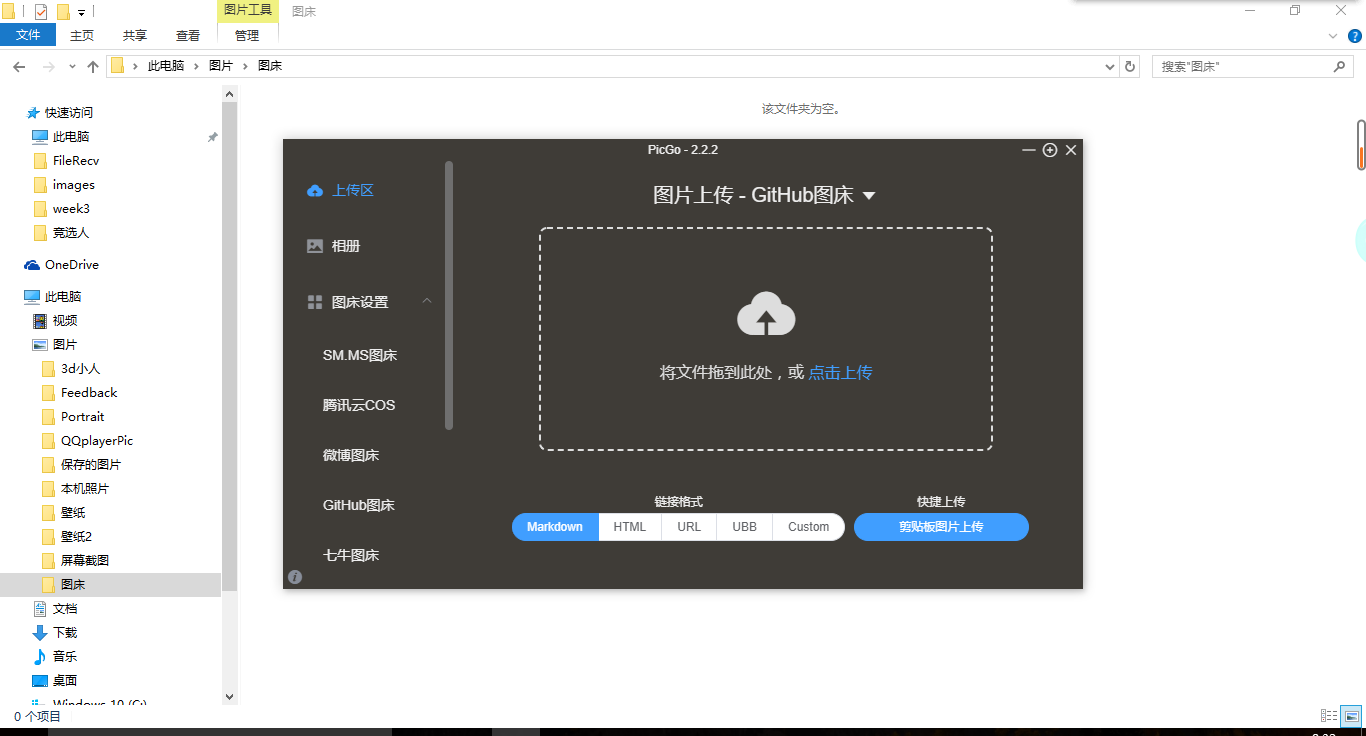 图片工具 图床
文件 主页 共享 查看 管理
此电脑 图片 图床
搜索"图床"
快速访问
此电脑
FileRecv
images
week3
竞选人
OneDrive
此电脑
视频
图片
3d小人
Feedback
Portrait
QQplayerPic
保存的图片
本机照片
壁纸
壁纸2
屏幕截图
图床
文档
下载
音乐
桌面
Windows 10 (C:)
0 个项目
该文件夹为空。
PicGo - 2.2.2
上传区
相册
图床设置
SM.MS图床
腾讯云COS
微博图床
GitHub图床
七牛图床
图片上传 - GitHub图床
将文件拖到此处，或 点击上传
链接格式 快捷上传
Markdown HTML URL UBB Custom 剪贴板图片上传